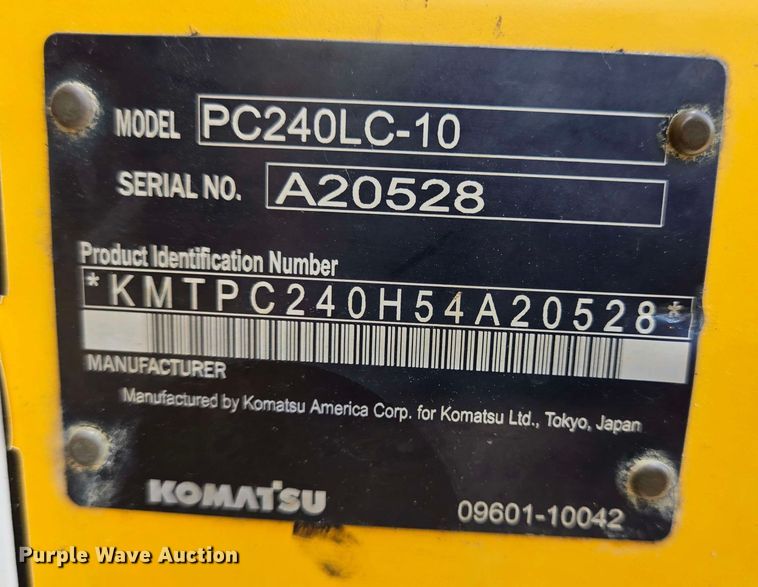 MODEL PC240LC-10
SERIAL NO. A20528
Product Identification Number
*KMTPC240H54A20528*
MANUFACTURER
Manufactured by Komatsu America Corp. for Komatsu Ltd., Tokyo, Japan
KOMATSU 09601-10042
Purple Wave Auction